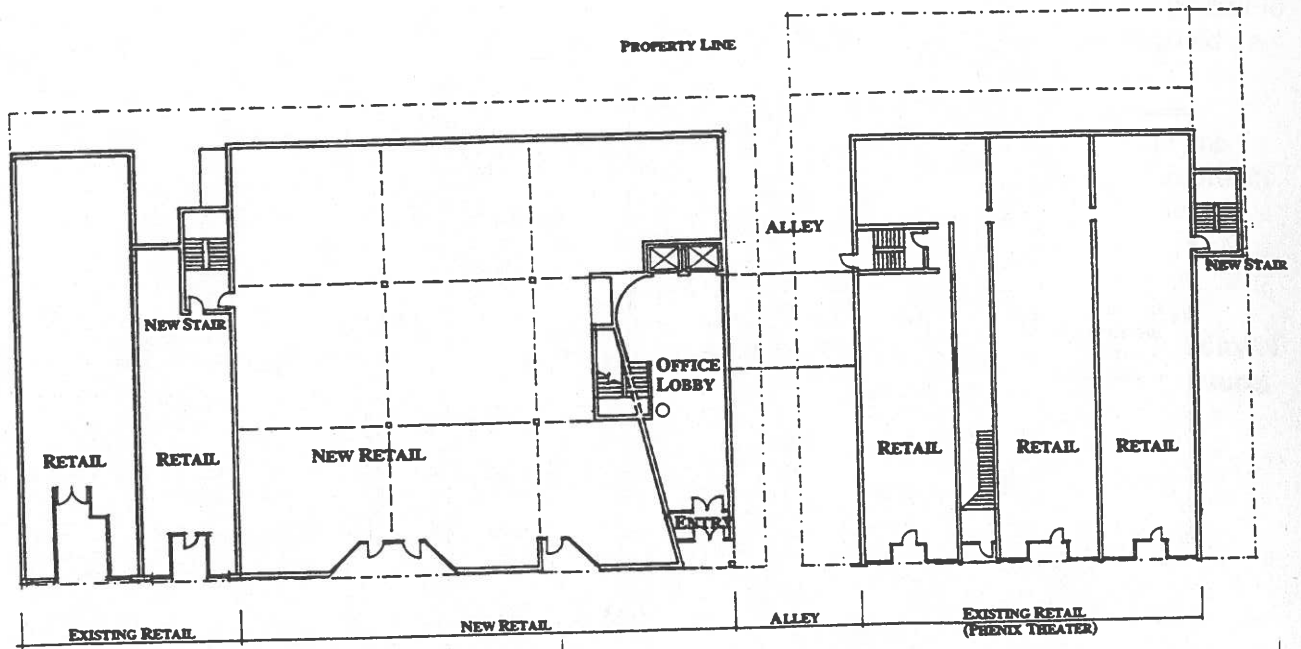 PROPERTY LINE
ALLEY
NEW STAIR
NEW STAIR
OFFICE
LOBBY
RETAIL
RETAIL
NEW RETAIL
RETAIL
RETAIL
RETAIL
ENTRY
EXISTING RETAIL
NEW RETAIL
ALLEY
EXISTING RETAIL
(PHENIX THEATER)